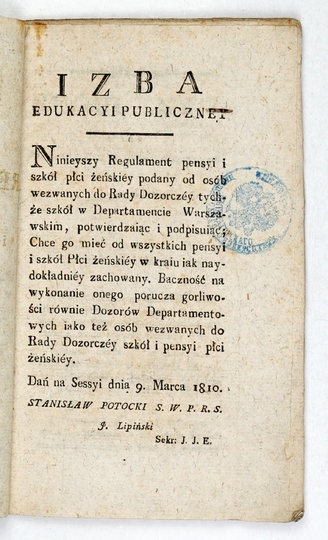 IZBA
EDUKACYI PUBLICZNEY
Ninieyszy Regulament pensyi i
szkół płci żeńskiéy podany od osób
wezwanych do Rady Dozorczéy tych-
że szkół w Departamencie Warsza-
wskim, potwierdzaiąc i podpisuiąc;
Chce go mieć od wszystkich pensyi
i szkół Płci żeńskiéy w kraiu iak nay-
dokładniéy zachowany. Baczność na
wykonanie onego porucza gorliwo-
ści równie Dozorów Departamento-
wych iako też osób wezwanych do
Rady Dozorczéy szkół i pensyi płci
żeńskiéy.
Dań na Sessyi dnia 9. Marca 1810.
STANISŁAW POTOCKI S. W. P. R. S.
J. Lipiński
Sekr: J. J. E.